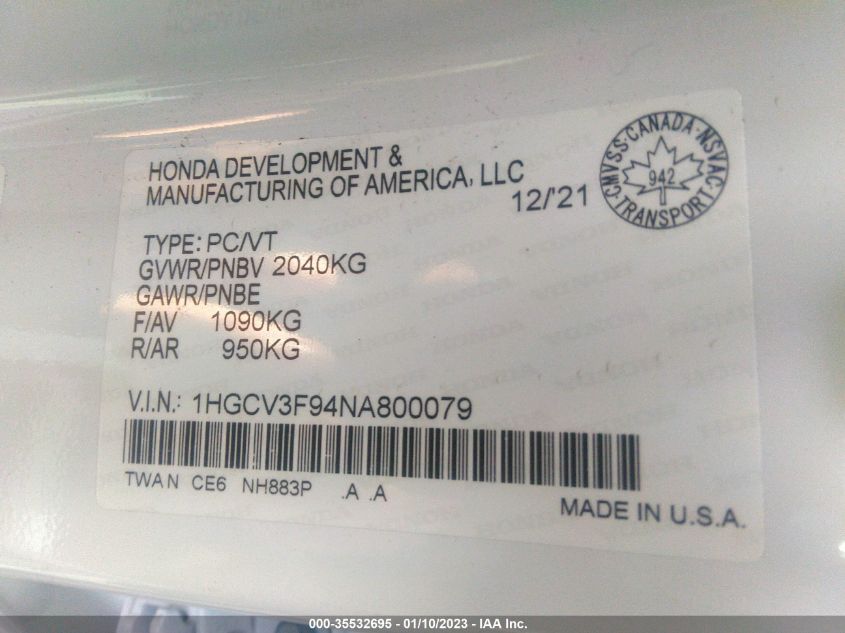 HONDA DEVELOPMENT &
MANUFACTURING OF AMERICA, LLC
12/'21
CMVSS·CANADA·NSVAC
942
TRANSPORT
TYPE: PC/VT
GVWR/PNBV 2040KG
GAWR/PNBE
F/AV 1090KG
R/AR 950KG
V.I.N.: 1HGCV3F94NA800079
TWAN CE6 NH883P .A .A
MADE IN U.S.A.
000-35532695 - 01/10/2023 - IAA Inc.